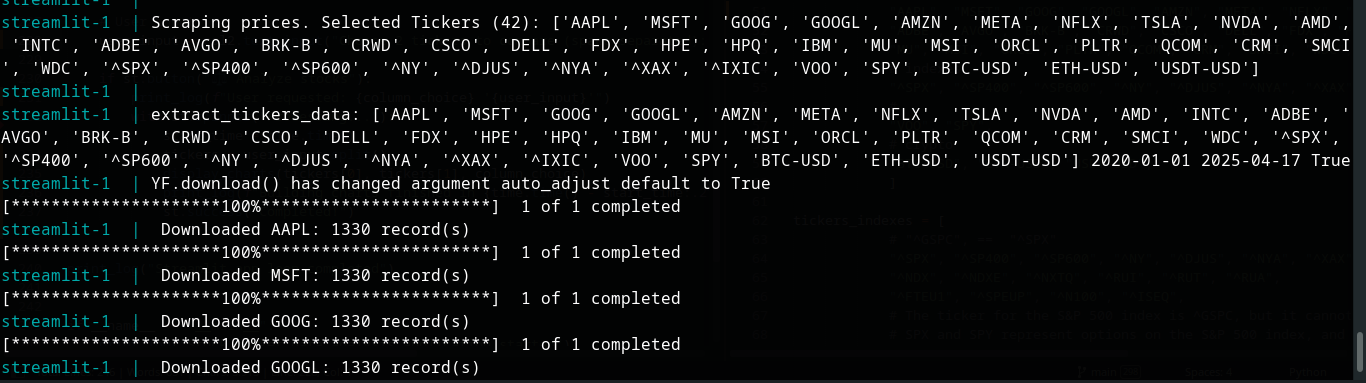 streamlit-1  |
streamlit-1  | Scraping prices. Selected Tickers (42): ['AAPL', 'MSFT', 'GOOG', 'GOOGL', 'AMZN', 'META', 'NFLX', 'TSLA', 'NVDA', 'AMD',
 'INTC', 'ADBE', 'AVGO', 'BRK-B', 'CRWD', 'CSCO', 'DELL', 'FDX', 'HPE', 'HPQ', 'IBM', 'MU', 'MSI', 'ORCL', 'PLTR', 'QCOM', 'CRM', 'SMCI
', 'WDC', '^SPX', '^SP400', '^SP600', '^NY', '^DJUS', '^NYA', '^XAX', '^IXIC', 'VOO', 'SPY', 'BTC-USD', 'ETH-USD', 'USDT-USD']
streamlit-1  |
streamlit-1  | extract_tickers_data: ['AAPL', 'MSFT', 'GOOG', 'GOOGL', 'AMZN', 'META', 'NFLX', 'TSLA', 'NVDA', 'AMD', 'INTC', 'ADBE', '
AVGO', 'BRK-B', 'CRWD', 'CSCO', 'DELL', 'FDX', 'HPE', 'HPQ', 'IBM', 'MU', 'MSI', 'ORCL', 'PLTR', 'QCOM', 'CRM', 'SMCI', 'WDC', '^SPX',
'^SP400', '^SP600', '^NY', '^DJUS', '^NYA', '^XAX', '^IXIC', 'VOO', 'SPY', 'BTC-USD', 'ETH-USD', 'USDT-USD'] 2020-01-01 2025-04-17 True
streamlit-1  | YF.download() has changed argument auto_adjust default to True
[*********************100%***********************]  1 of 1 completed
streamlit-1  |  Downloaded AAPL: 1330 record(s)
[*********************100%***********************]  1 of 1 completed
streamlit-1  |  Downloaded MSFT: 1330 record(s)
[*********************100%***********************]  1 of 1 completed
streamlit-1  |  Downloaded GOOG: 1330 record(s)
[*********************100%***********************]  1 of 1 completed
streamlit-1  |  Downloaded GOOGL: 1330 record(s)